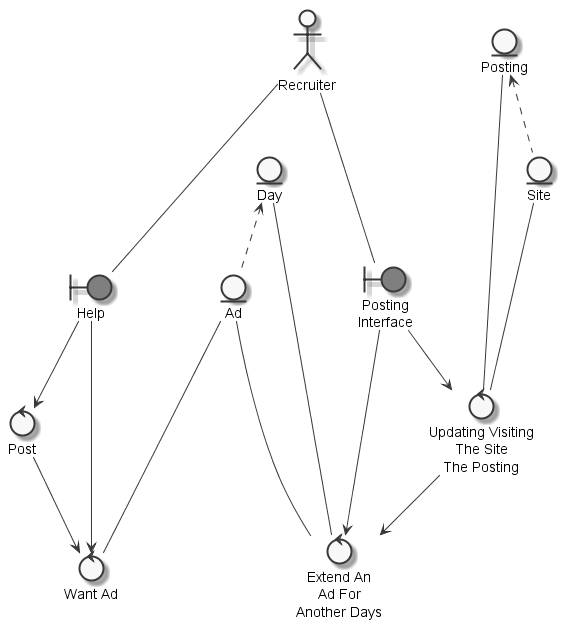 Recruiter
Posting
Day
Site
Help
Ad
Posting
Interface
Post
Updating Visiting
The Site
The Posting
Want Ad
Extend An
Ad For
Another Days